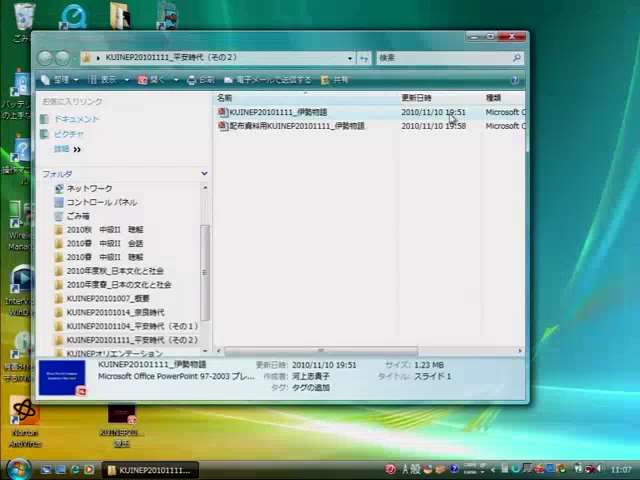 KUINEP20101111_平安時代（その２）
検索
整理
表示
開く
印刷
電子メールで送信する
共有
お気に入りリンク
ドキュメント
ピクチャ
詳細 »
フォルダ
ネットワーク
コントロール パネル
ごみ箱
2010秋　中級II　聴解
2010春　中級II　会話
2010春　中級II　聴解
2010年度秋_日本文化と社会
2010年度春_日本の文化と社会
KUINEP20101007_概要
KUINEP20101014_奈良時代
KUINEP20101104_平安時代（その１）
KUINEP20101111_平安時代（その２）
KUINEPオリエンテーション
名前
更新日時
種類
KUINEP20101111_伊勢物語
2010/11/10 19:51
Microsoft O
配布資料用KUINEP20101111_伊勢物語
2010/11/10 19:58
Microsoft O
KUINEP20101111_伊勢物語
更新日時: 2010/11/10 19:51
サイズ: 1.23 MB
Microsoft Office PowerPoint 97-2003 プレ...
作成者: 河上志貴子
タイトル: スライド 1
タグ: タグの追加
Norton AntiVirus
KUINEP20...
KUINEP20101111...
A 般
11:07